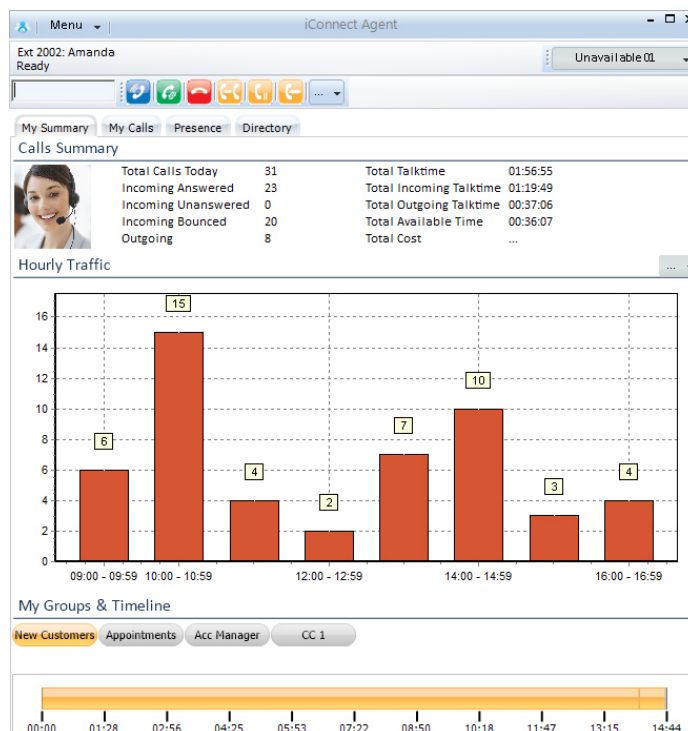 Menu iConnect Agent
Ext 2002: Amanda
Ready
Unavailable 01
...
My Summary My Calls Presence Directory
Calls Summary
Total Calls Today 31 Total Talktime 01:56:55
Incoming Answered 23 Total Incoming Talktime 01:19:49
Incoming Unanswered 0 Total Outgoing Talktime 00:37:06
Incoming Bounced 20 Total Available Time 00:36:07
Outgoing 8 Total Cost ...
Hourly Traffic ...
16
14
12
10
8
6
4
2
0
6 15 4 2 7 10 3 4
09:00 - 09:59 10:00 - 10:59 12:00 - 12:59 14:00 - 14:59 16:00 - 16:59
My Groups & Timeline
New Customers Appointments Acc Manager CC 1
00:00 01:28 02:56 04:25 05:53 07:22 08:50 10:18 11:47 13:15 14:44